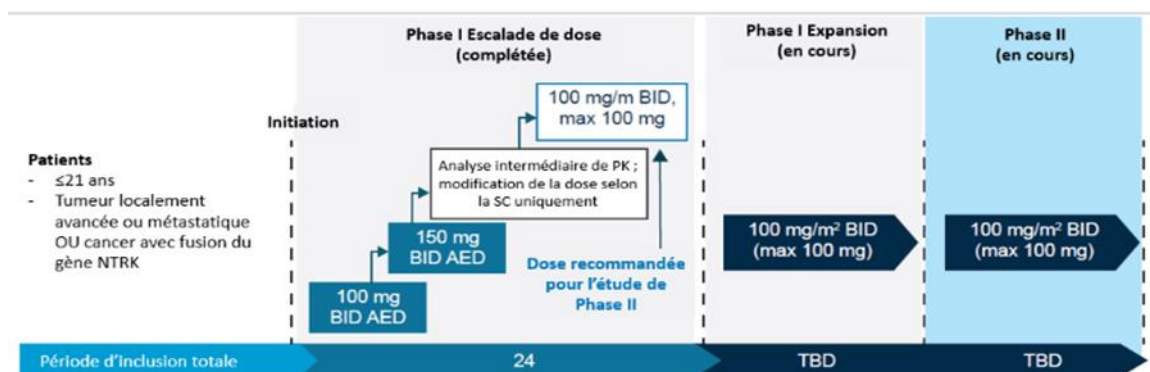 Phase I Escalade de dose
(complétée)
Phase I Expansion
(en cours)
Phase II
(en cours)
Initiation
100 mg/m BID,
max 100 mg
Patients
- ≤21 ans
- Tumeur localement
avancée ou métastatique
OU cancer avec fusion du
gène NTRK
Analyse intermédiaire de PK ;
modification de la dose selon
la SC uniquement
150 mg
BID AED
100 mg
BID AED
Dose recommandée
pour l'étude de
Phase II
100 mg/m² BID
(max 100 mg)
100 mg/m² BID
(max 100 mg)
Période d'inclusion totale
24
TBD
TBD